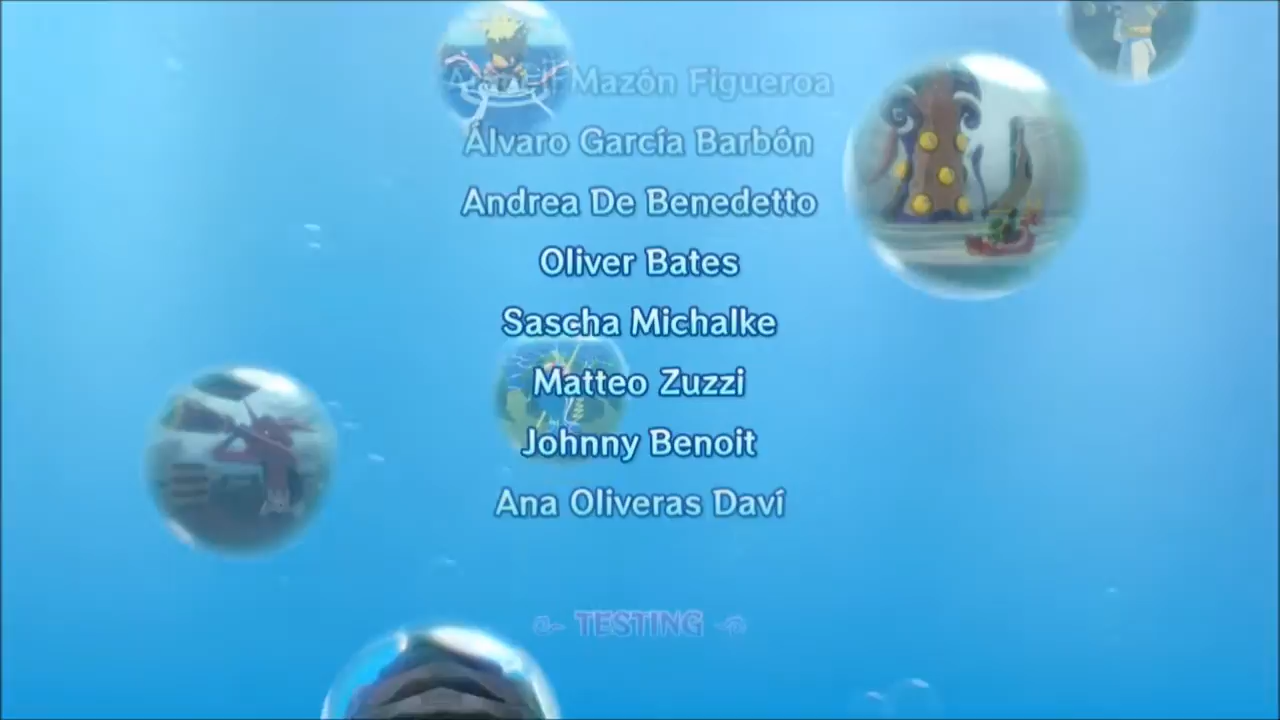 Mazón Figueroa
Álvaro García Barbón
Andrea De Benedetto
Oliver Bates
Sascha Michalke
Matteo Zuzzi
Johnny Benoit
Ana Oliveras Daví
TESTING